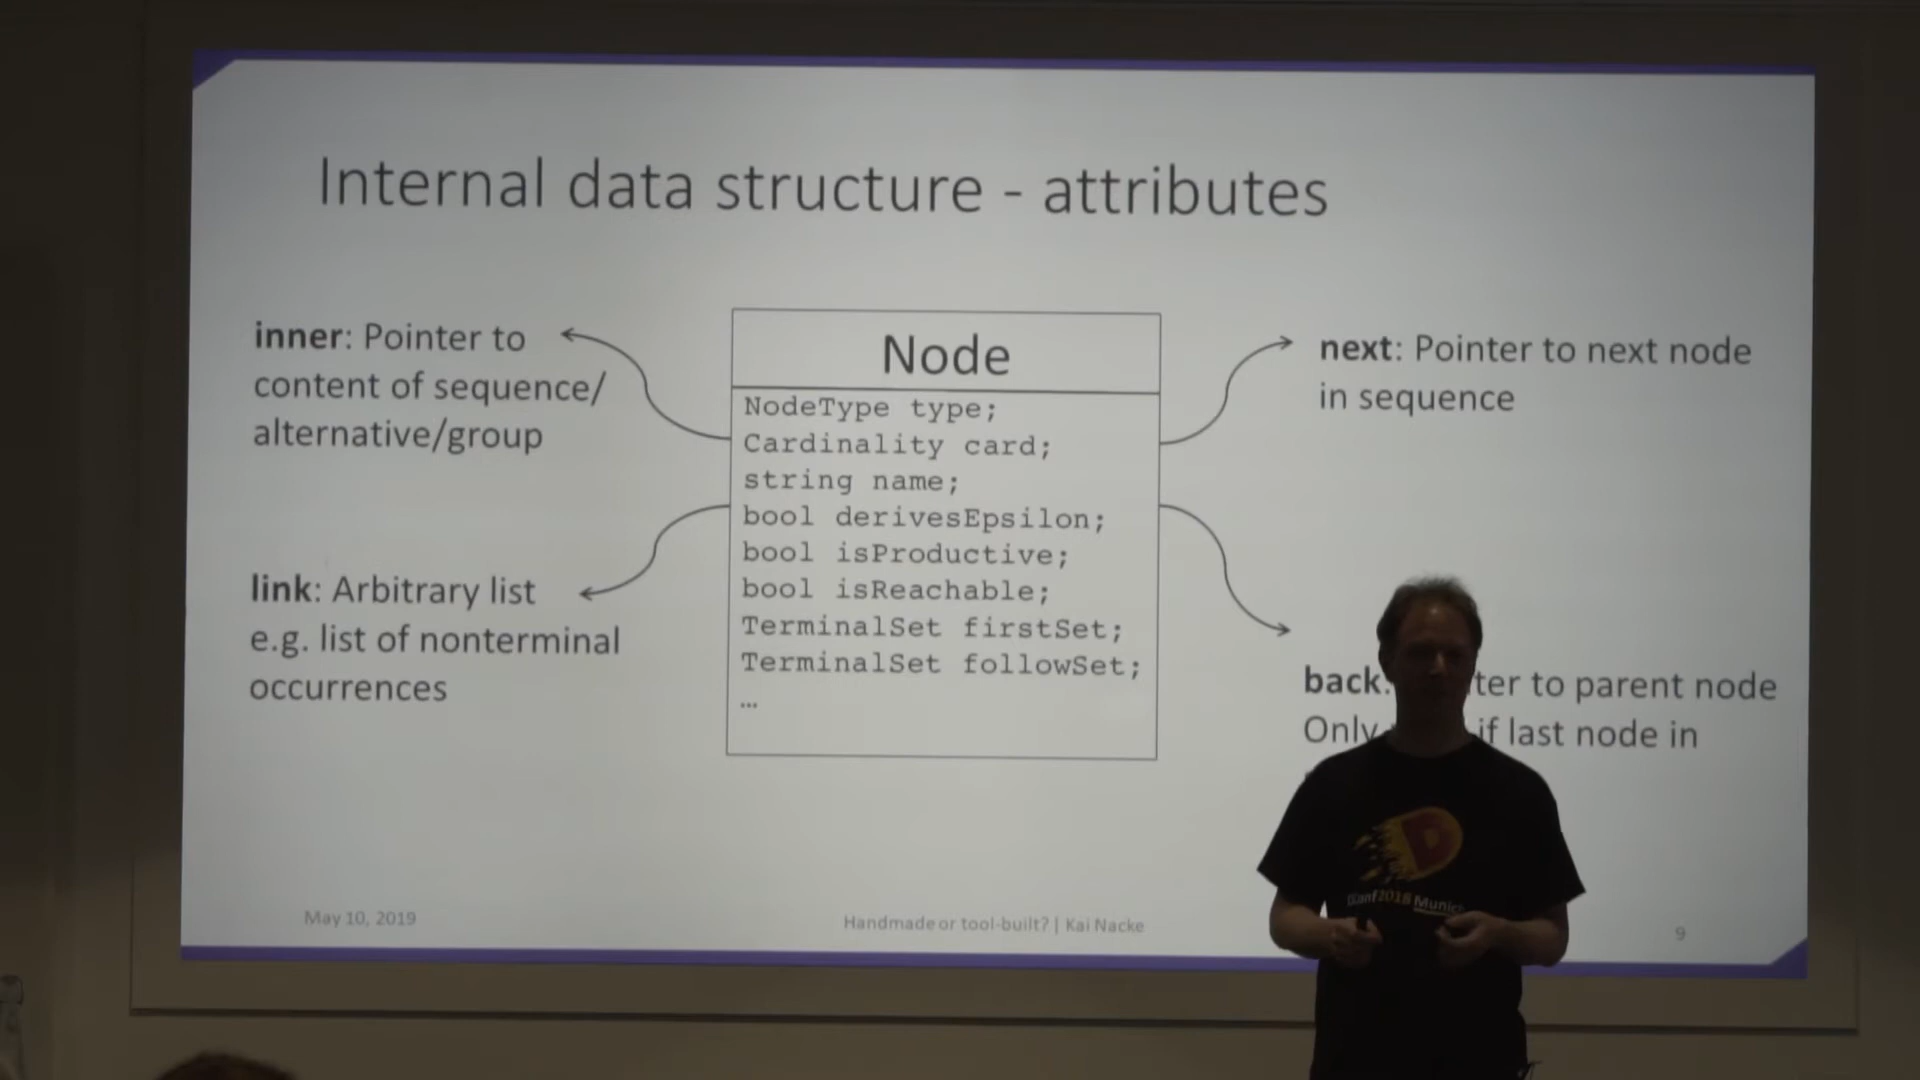 Internal data structure - attributes
inner: Pointer to
content of sequence/
alternative/group
link: Arbitrary list
e.g. list of nonterminal
occurrences
Node
NodeType type;
Cardinality card;
string name;
bool derivesEpsilon;
bool isProductive;
bool isReachable;
TerminalSet firstSet;
TerminalSet followSet;
…
next: Pointer to next node
in sequence
back: to parent node
Only if last node in
May 10, 2019
Handmade or tool-built? | Kai Nacke
9
D
2018 Munich